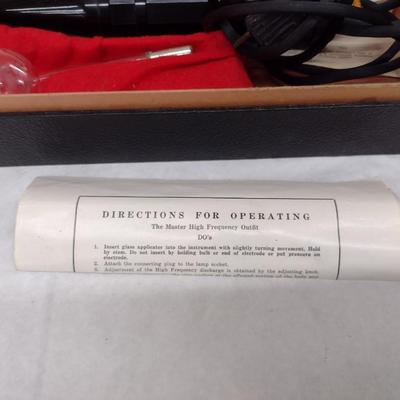 DIRECTIONS FOR OPERATING
The Master High Frequency Outfit
DO's
1. Insert glass applicator into the instrument with slightly turning movement. Hold
by stem. Do not insert by holding bulb or end of electrode or put pressure on
electrode.
2. Attach the connecting plug to the lamp socket.
3. Adjustment of the High Frequency discharge is obtained by the adjusting knob.